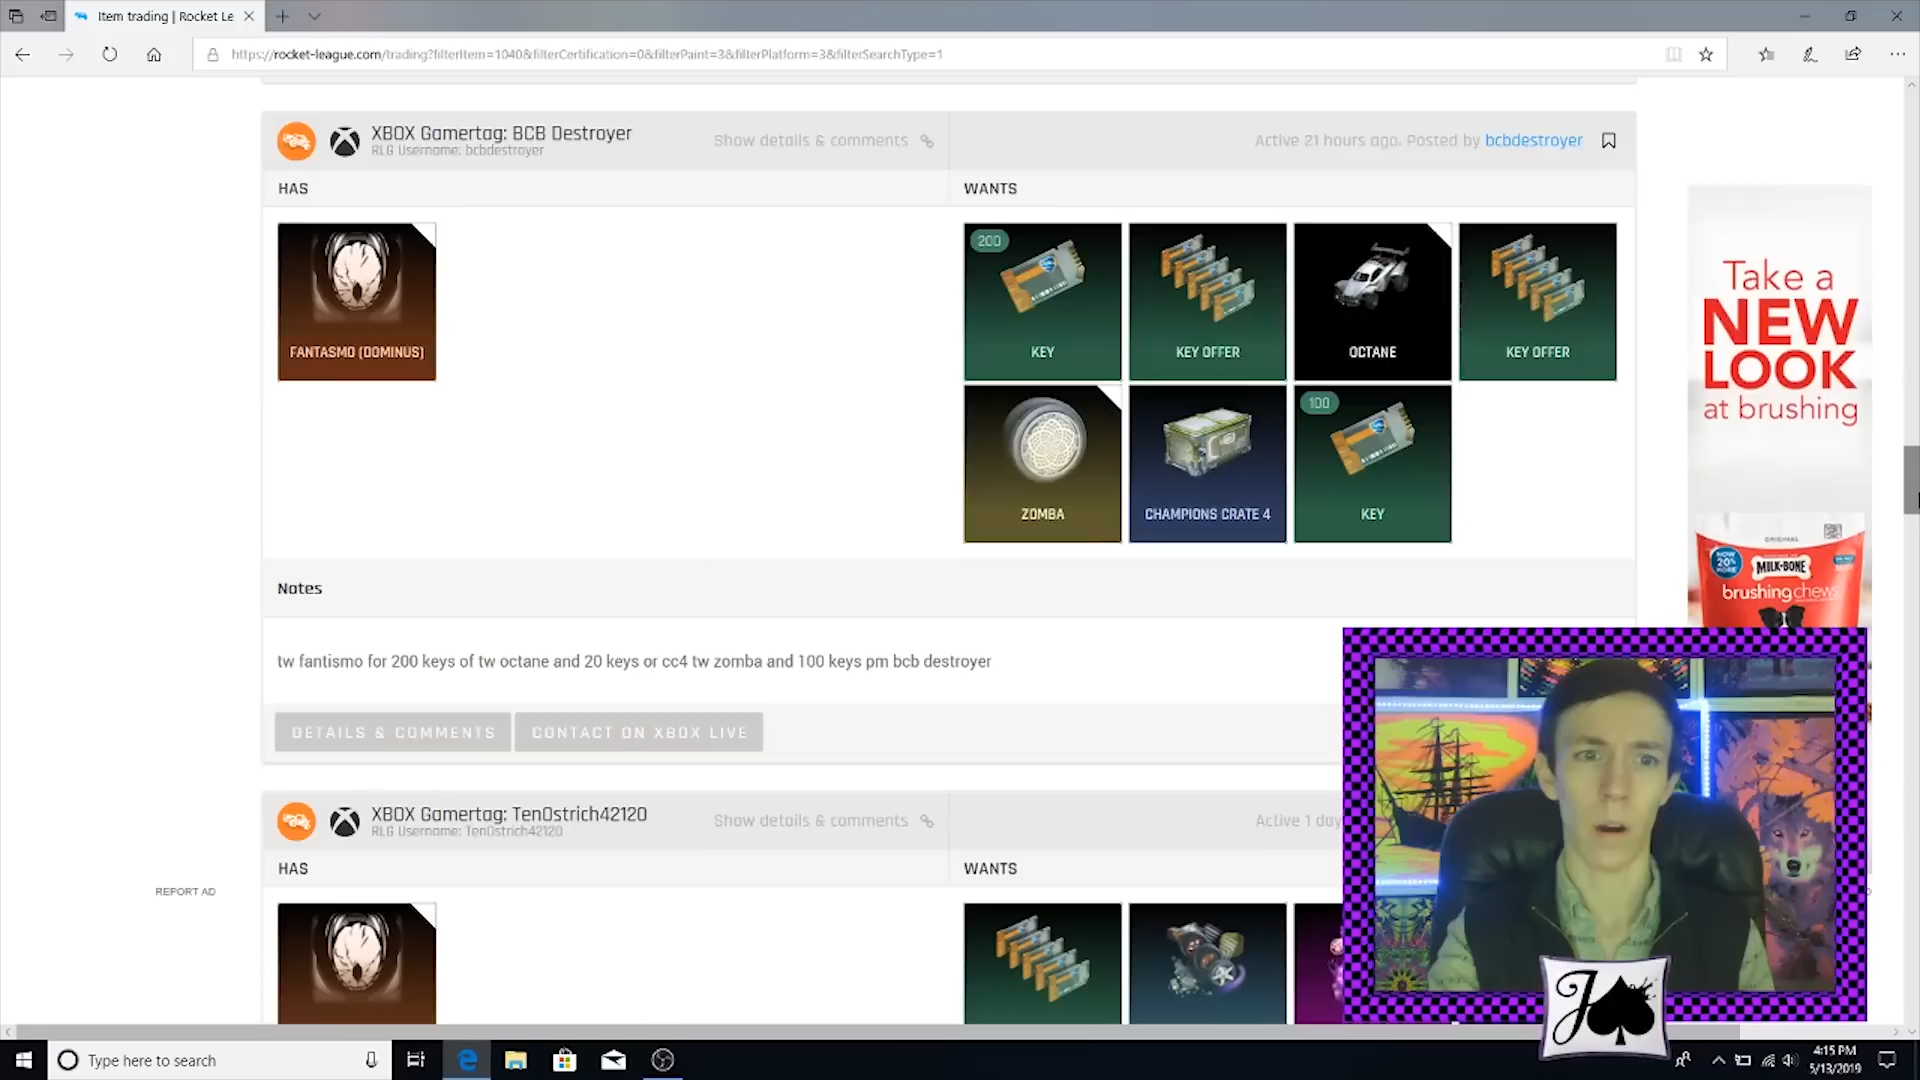 Item trading | Rocket Le
https://rocket-league.com/trading?filterItem=1040&filterCertification=0&filterPaint=3&filterPlatform=3&filterSearchType=1
XBOX Gamertag: BCB Destroyer
RLG Username: bcbdestroyer
Show details & comments
Active 21 hours ago. Posted by bcbdestroyer
HAS
WANTS
FANTASMO (DOMINUS)
200
KEY
KEY OFFER
OCTANE
KEY OFFER
ZOMBA
CHAMPIONS CRATE 4
100
KEY
Notes
tw fantismo for 200 keys of tw octane and 20 keys or cc4 tw zomba and 100 keys pm bcb destroyer
DETAILS & COMMENTS
CONTACT ON XBOX LIVE
XBOX Gamertag: TenOstrich42120
RLG Username: TenOstrich42120
Show details & comments
Active 1 day
HAS
WANTS
REPORT AD
Take a
NEW
LOOK
at brushing
ORIGINAL
NOW
20%
MORE
MILK-BONE
brushing chews
J
Type here to search
4:15 PM
5/13/2019